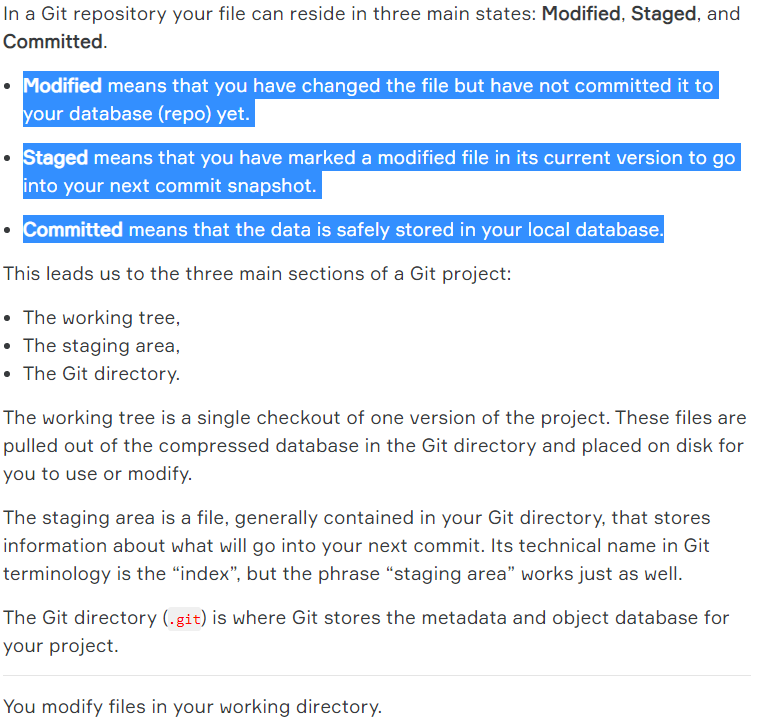 In a Git repository your file can reside in three main states: Modified, Staged, and
Committed.
• Modified means that you have changed the file but have not committed it to
your database (repo) yet.
• Staged means that you have marked a modified file in its current version to go
into your next commit snapshot.
• Committed means that the data is safely stored in your local database.
This leads us to the three main sections of a Git project:
• The working tree,
• The staging area,
• The Git directory.
The working tree is a single checkout of one version of the project. These files are
pulled out of the compressed database in the Git directory and placed on disk for
you to use or modify.
The staging area is a file, generally contained in your Git directory, that stores
information about what will go into your next commit. Its technical name in Git
terminology is the “index”, but the phrase “staging area” works just as well.
The Git directory (.git) is where Git stores the metadata and object database for
your project.
You modify files in your working directory.